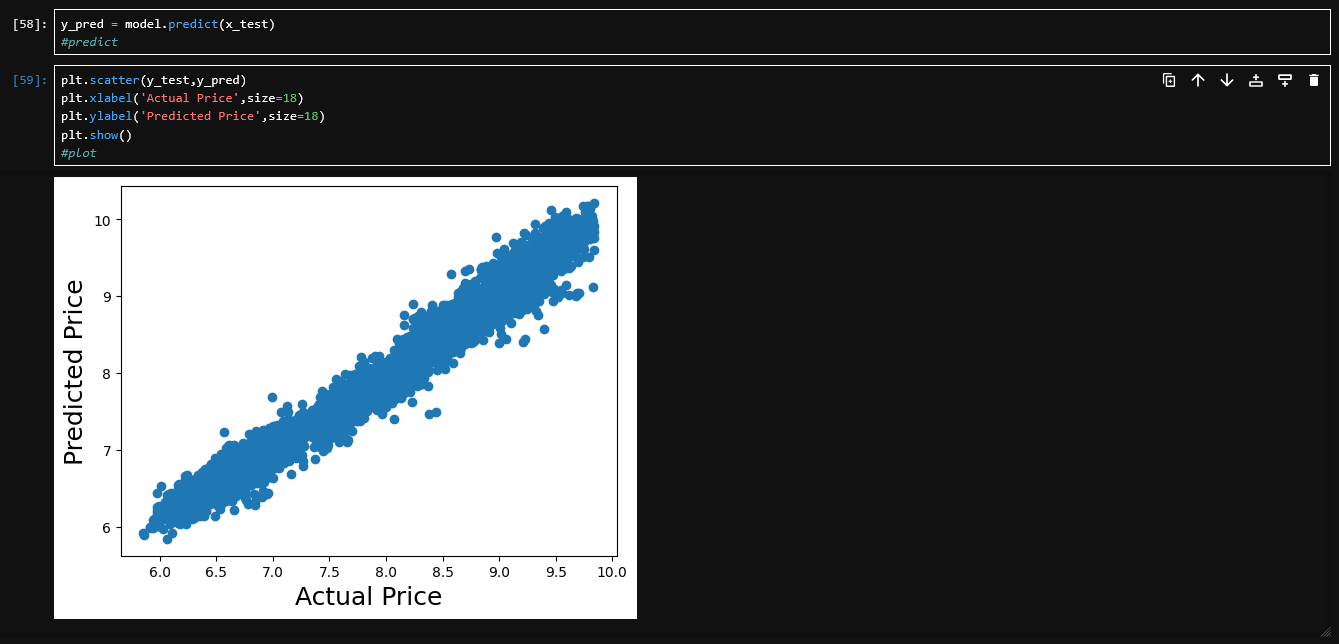 [58]: y_pred = model.predict(x_test)
#predict
[59]: plt.scatter(y_test,y_pred)
plt.xlabel('Actual Price',size=18)
plt.ylabel('Predicted Price',size=18)
plt.show()
#plot
10
9
8
7
6
Predicted Price
6.0 6.5 7.0 7.5 8.0 8.5 9.0 9.5 10.0
Actual Price